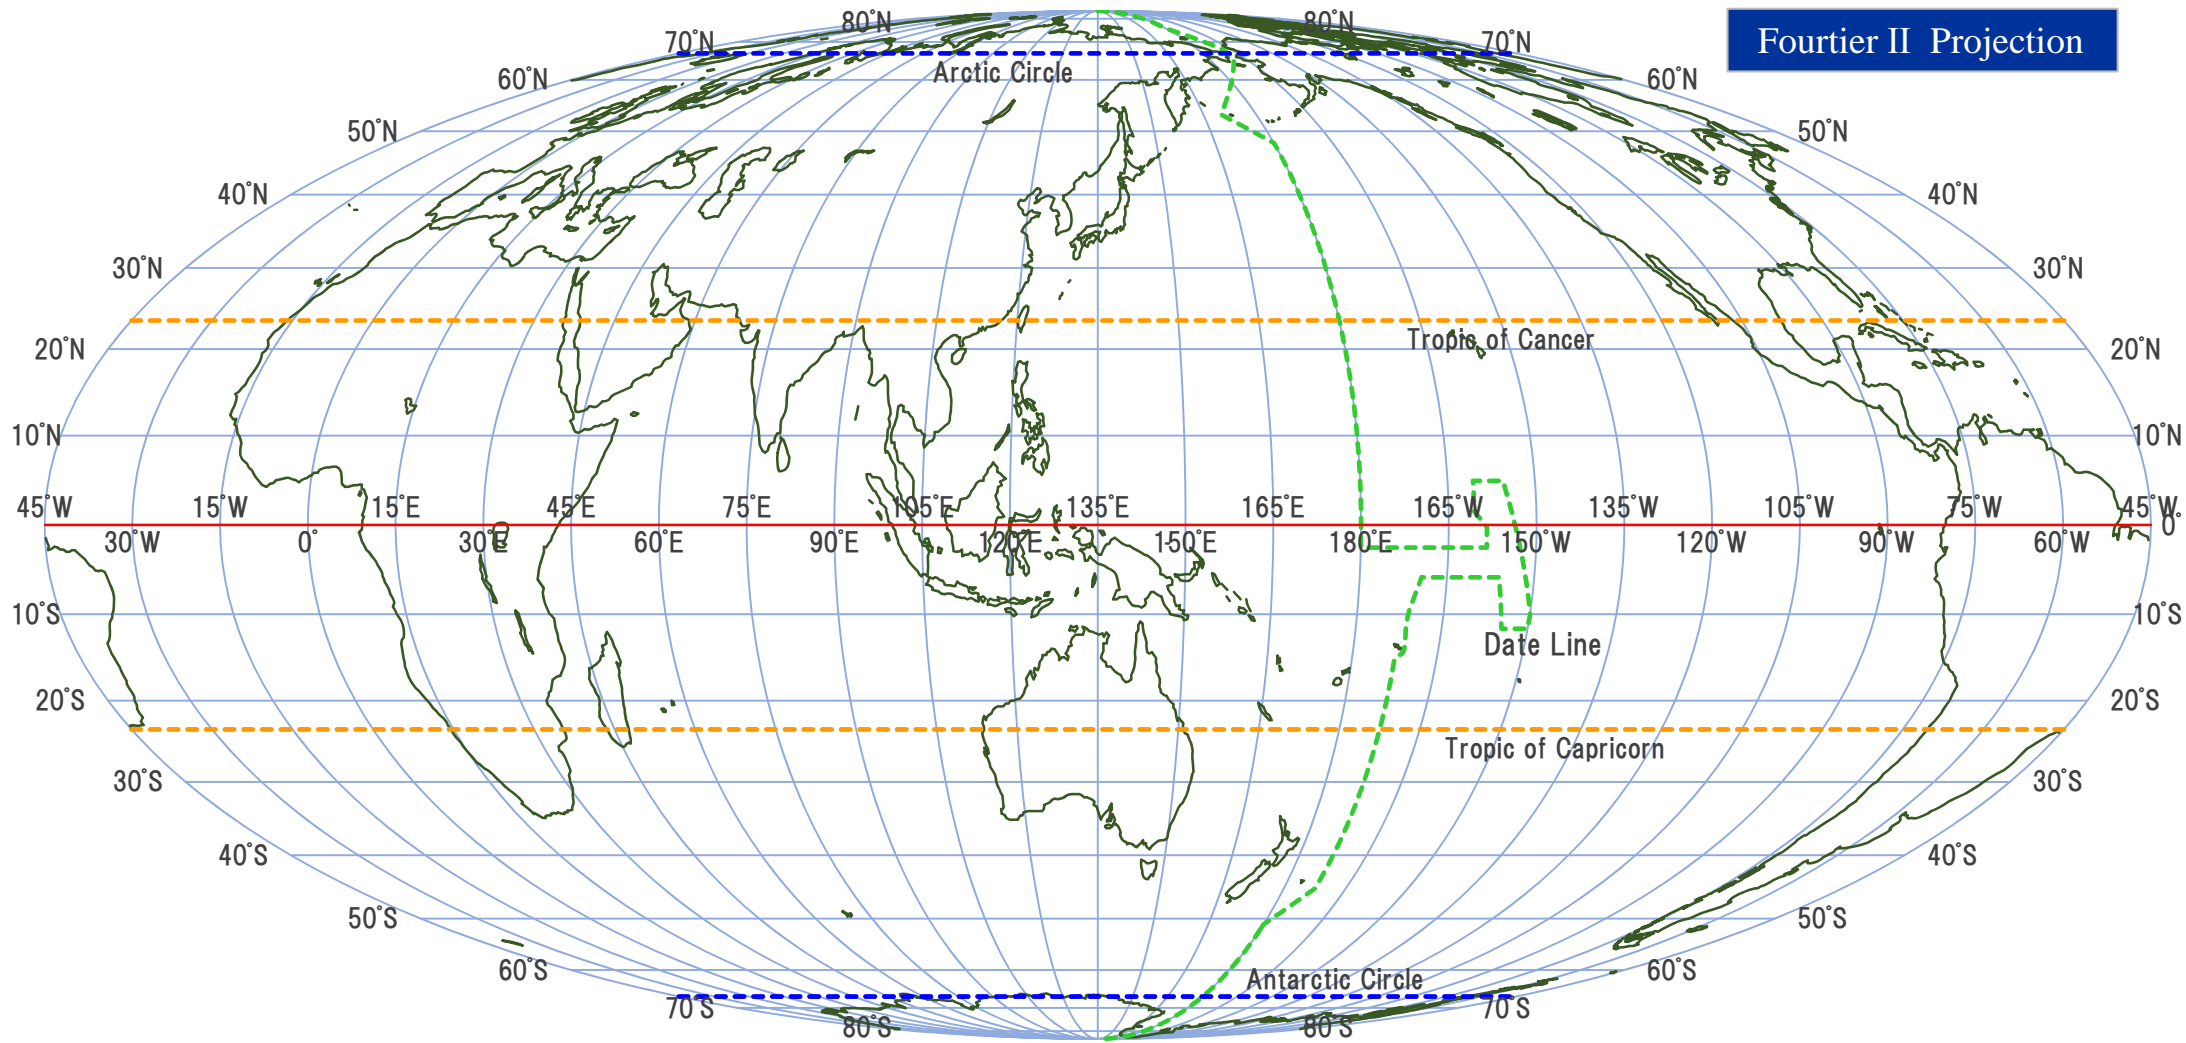 Fourtier II Projection
80°N 80°N
70°N 70°N
60°N 60°N
Arctic Circle
50°N 50°N
40°N 40°N
30°N 30°N
Tropic of Cancer
20°N 20°N
10°N 10°N
45°W 15°W 15°E 45°E 75°E 105°E 135°E 165°E 165°W 135°W 105°W 75°W 45°W
0°
30°W 0° 30°E 60°E 90°E 120°E 150°E 180°E 150°W 120°W 90°W 60°W
10°S 10°S
Date Line
20°S 20°S
Tropic of Capricorn
30°S 30°S
40°S 40°S
50°S 50°S
60°S 60°S
Antarctic Circle
70°S 70°S
80°S 80°S